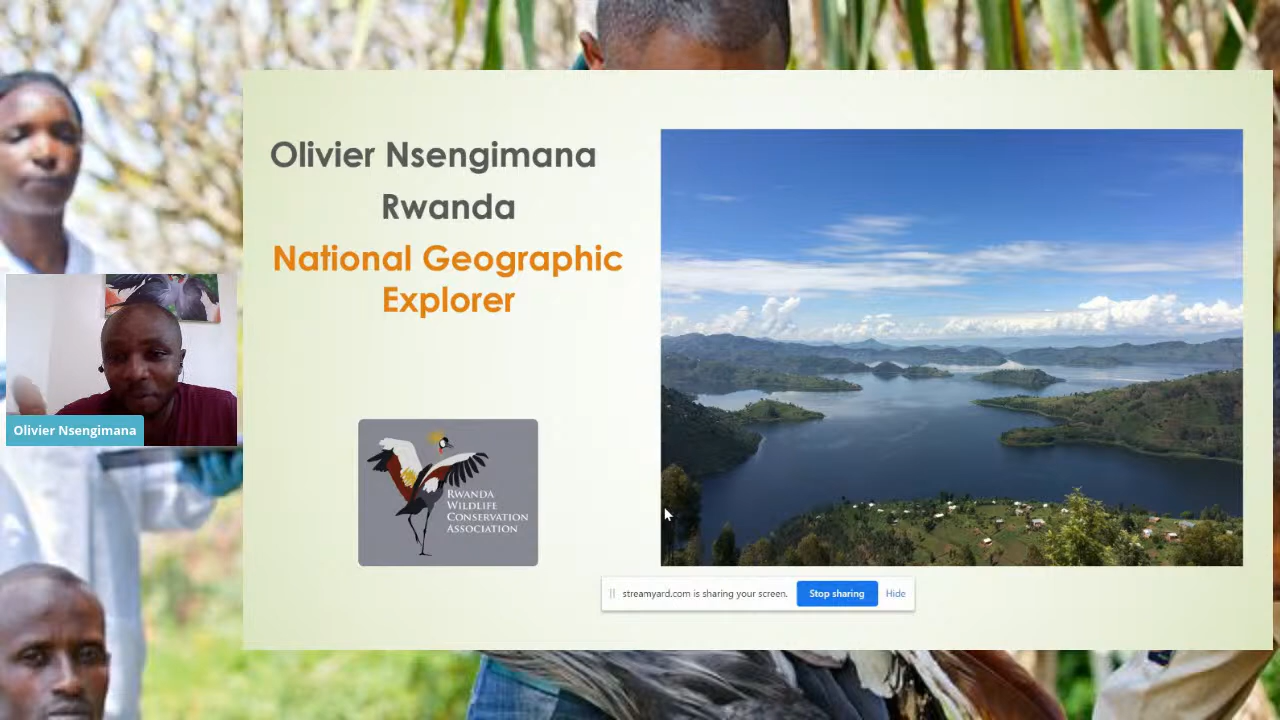 Olivier Nsengimana
Rwanda
National Geographic
Explorer
Olivier Nsengimana
RWANDA
WILDLIFE
CONSERVATION
ASSOCIATION
streamyard.com is sharing your screen.
Stop sharing
Hide